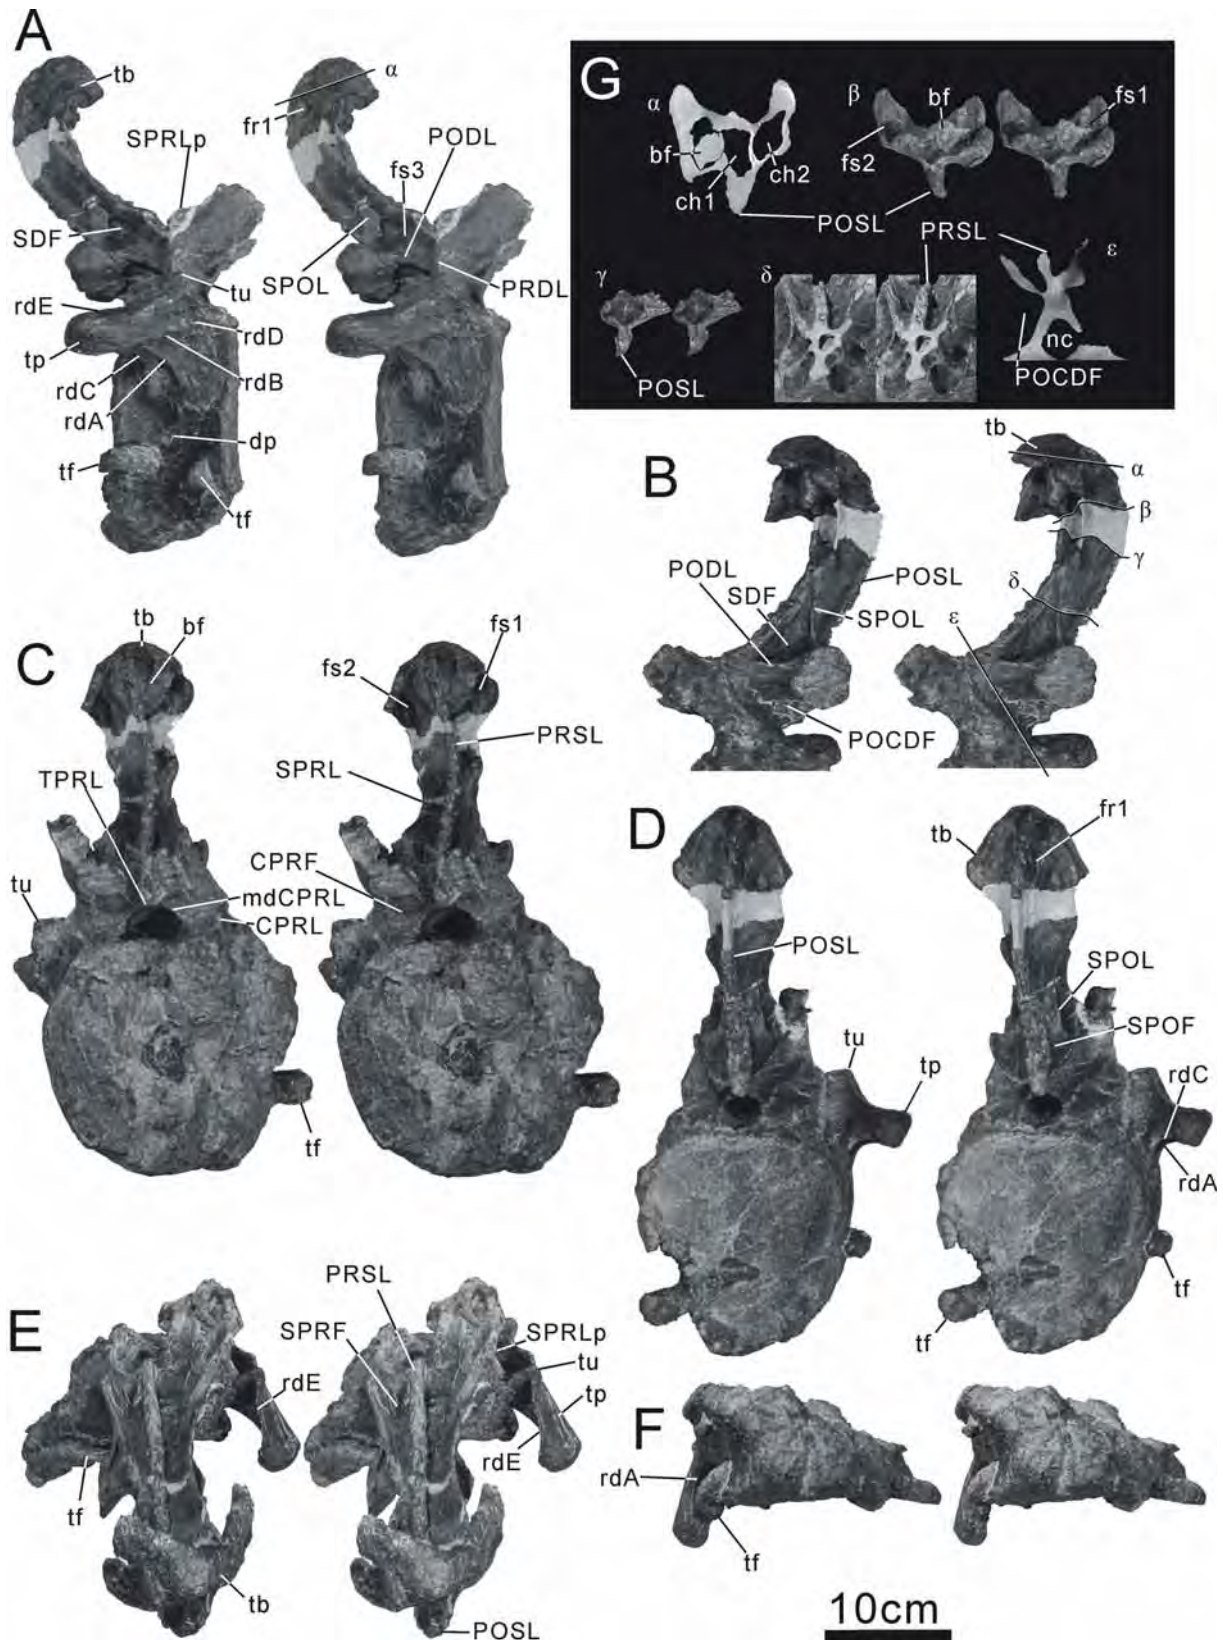 A
tb
α
fr1
SPRLp
PODL
fs3
SDF
SPOL
tu
PRDL
rdE
rdD
tp
rdC
rdB
rdA
dp
tf
tf
G
α
bf
ch1
ch2
β
bf
fs1
fs2
POSL
PRSL
γ
δ
ε
nc
POSL
POCDF
B
tb
α
β
γ
PODL
SDF
POSL
SPOL
δ
ε
POCDF
C
tb
bf
fs1
fs2
PRSL
SPRL
TPRL
CPRF
mdCPRL
CPRL
tu
tf
D
tb
fr1
POSL
SPOL
SPOF
tu
tp
rdC
rdA
tf
tf
E
PRSL
SPRF
SPRLp
tu
rdE
tp
rdE
tf
tb
POSL
F
rdA
tf
10cm